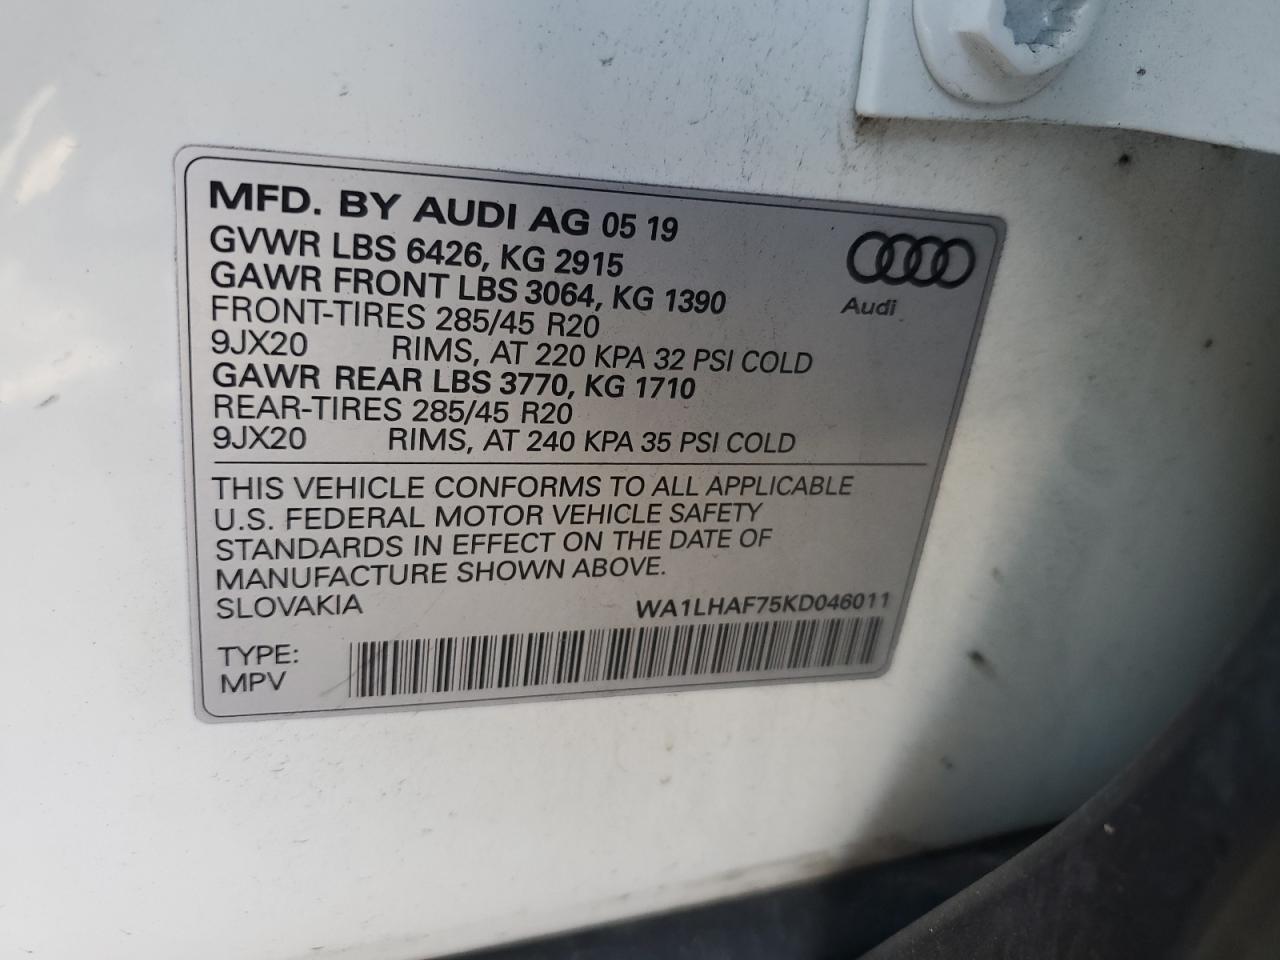 MFD. BY AUDI AG 05 19
GVWR LBS 6426, KG 2915
GAWR FRONT LBS 3064, KG 1390
FRONT-TIRES 285/45 R20
9JX20 RIMS, AT 220 KPA 32 PSI COLD
GAWR REAR LBS 3770, KG 1710
REAR-TIRES 285/45 R20
9JX20 RIMS, AT 240 KPA 35 PSI COLD
Audi
THIS VEHICLE CONFORMS TO ALL APPLICABLE
U.S. FEDERAL MOTOR VEHICLE SAFETY
STANDARDS IN EFFECT ON THE DATE OF
MANUFACTURE SHOWN ABOVE.
SLOVAKIA WA1LHAF75KD046011
TYPE:
MPV